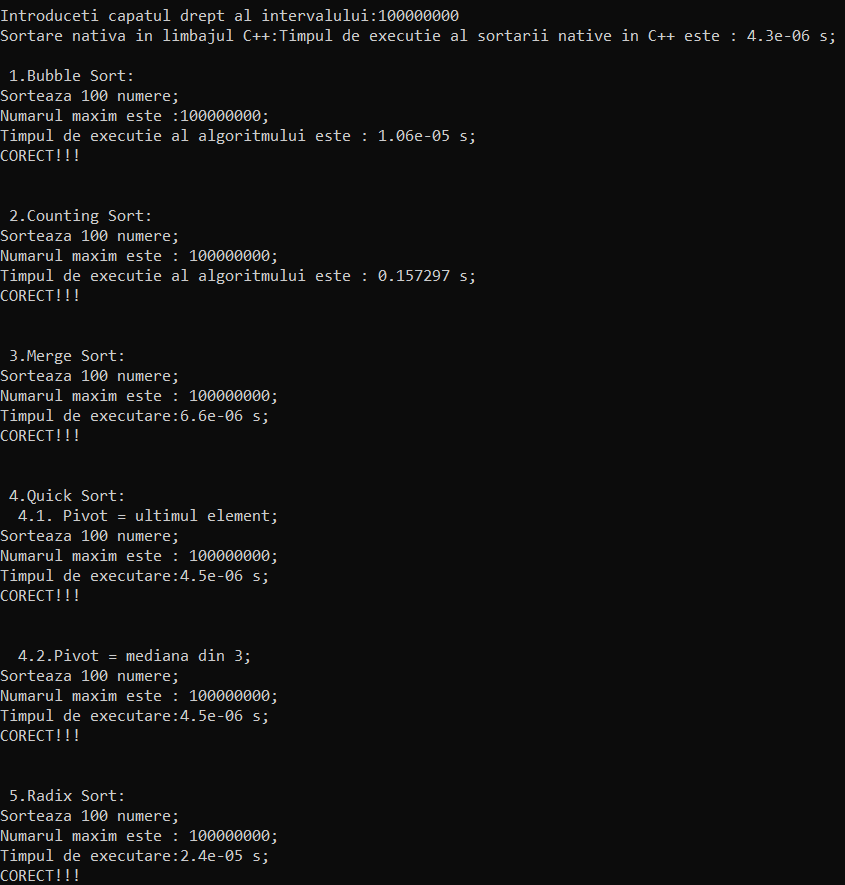 Introduceti capatul drept al intervalului:100000000
Sortare nativa in limbajul C++:Timpul de executie al sortarii native in C++ este : 4.3e-06 s;
1.Bubble Sort:
Sorteaza 100 numere;
Numarul maxim este :100000000;
Timpul de executie al algoritmului este : 1.06e-05 s;
CORECT!!!
2.Counting Sort:
Sorteaza 100 numere;
Numarul maxim este : 100000000;
Timpul de executie al algoritmului este : 0.157297 s;
CORECT!!!
3.Merge Sort:
Sorteaza 100 numere;
Numarul maxim este : 100000000;
Timpul de executare:6.6e-06 s;
CORECT!!!
4.Quick Sort:
4.1. Pivot = ultimul element;
Sorteaza 100 numere;
Numarul maxim este : 100000000;
Timpul de executare:4.5e-06 s;
CORECT!!!
4.2.Pivot = mediana din 3;
Sorteaza 100 numere;
Numarul maxim este : 100000000;
Timpul de executare:4.5e-06 s;
CORECT!!!
5.Radix Sort:
Sorteaza 100 numere;
Numarul maxim este : 100000000;
Timpul de executare:2.4e-05 s;
CORECT!!!